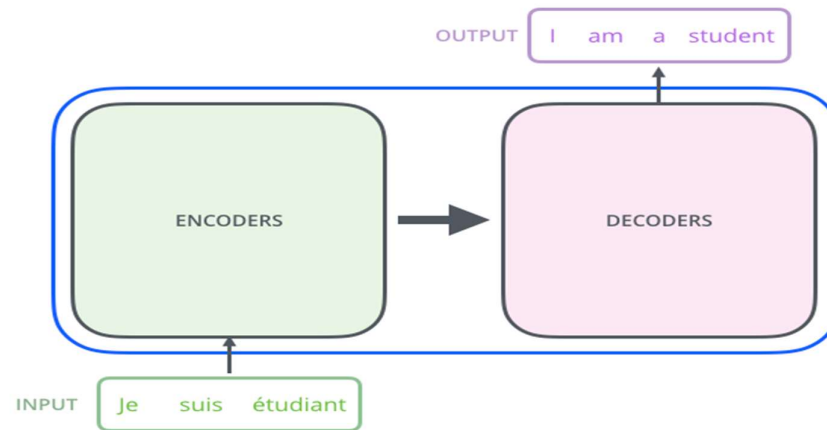 OUTPUT I am a student
ENCODERS DECODERS
INPUT Je suis étudiant